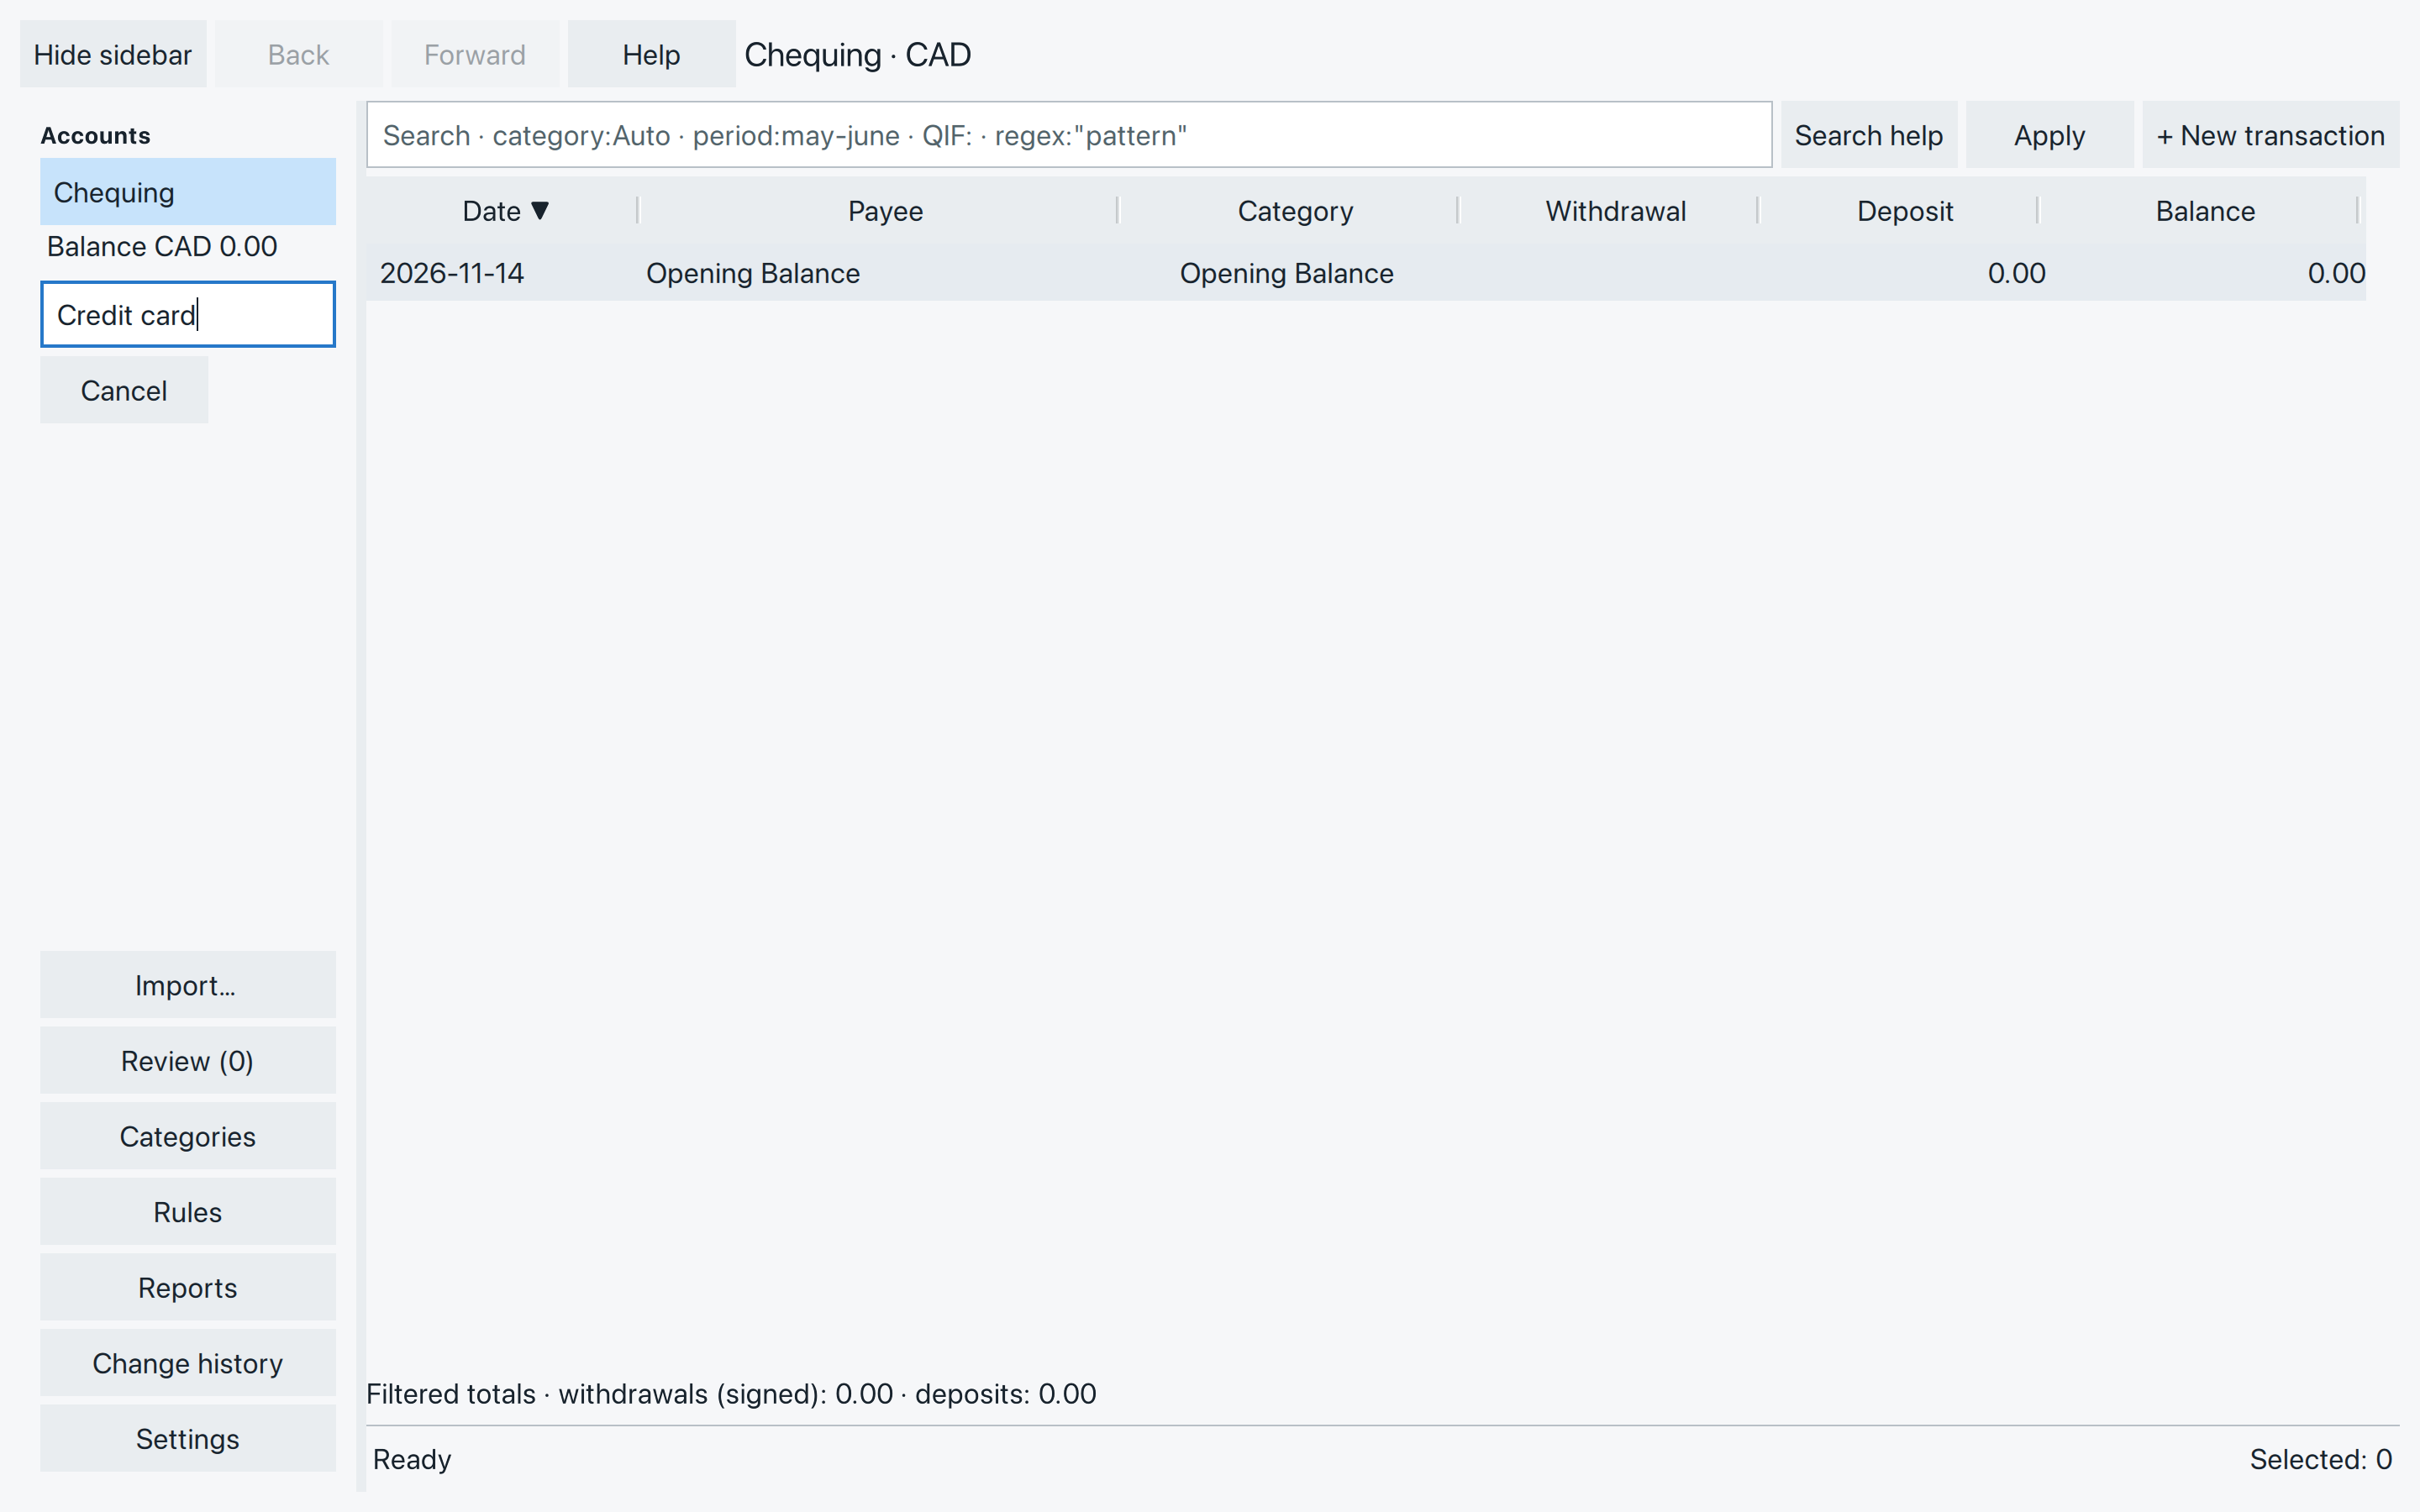 Hide sidebar Back Forward Help Chequing · CAD
Accounts
Chequing
Balance CAD 0.00
Credit card
Cancel
Import...
Review (0)
Categories
Rules
Reports
Change history
Settings
Search · category:Auto · period:may-june · QIF: · regex:"pattern" Search help Apply + New transaction
Date ▼ Payee Category Withdrawal Deposit Balance
2026-11-14 Opening Balance Opening Balance 0.00 0.00
Filtered totals · withdrawals (signed): 0.00 · deposits: 0.00
Ready Selected: 0